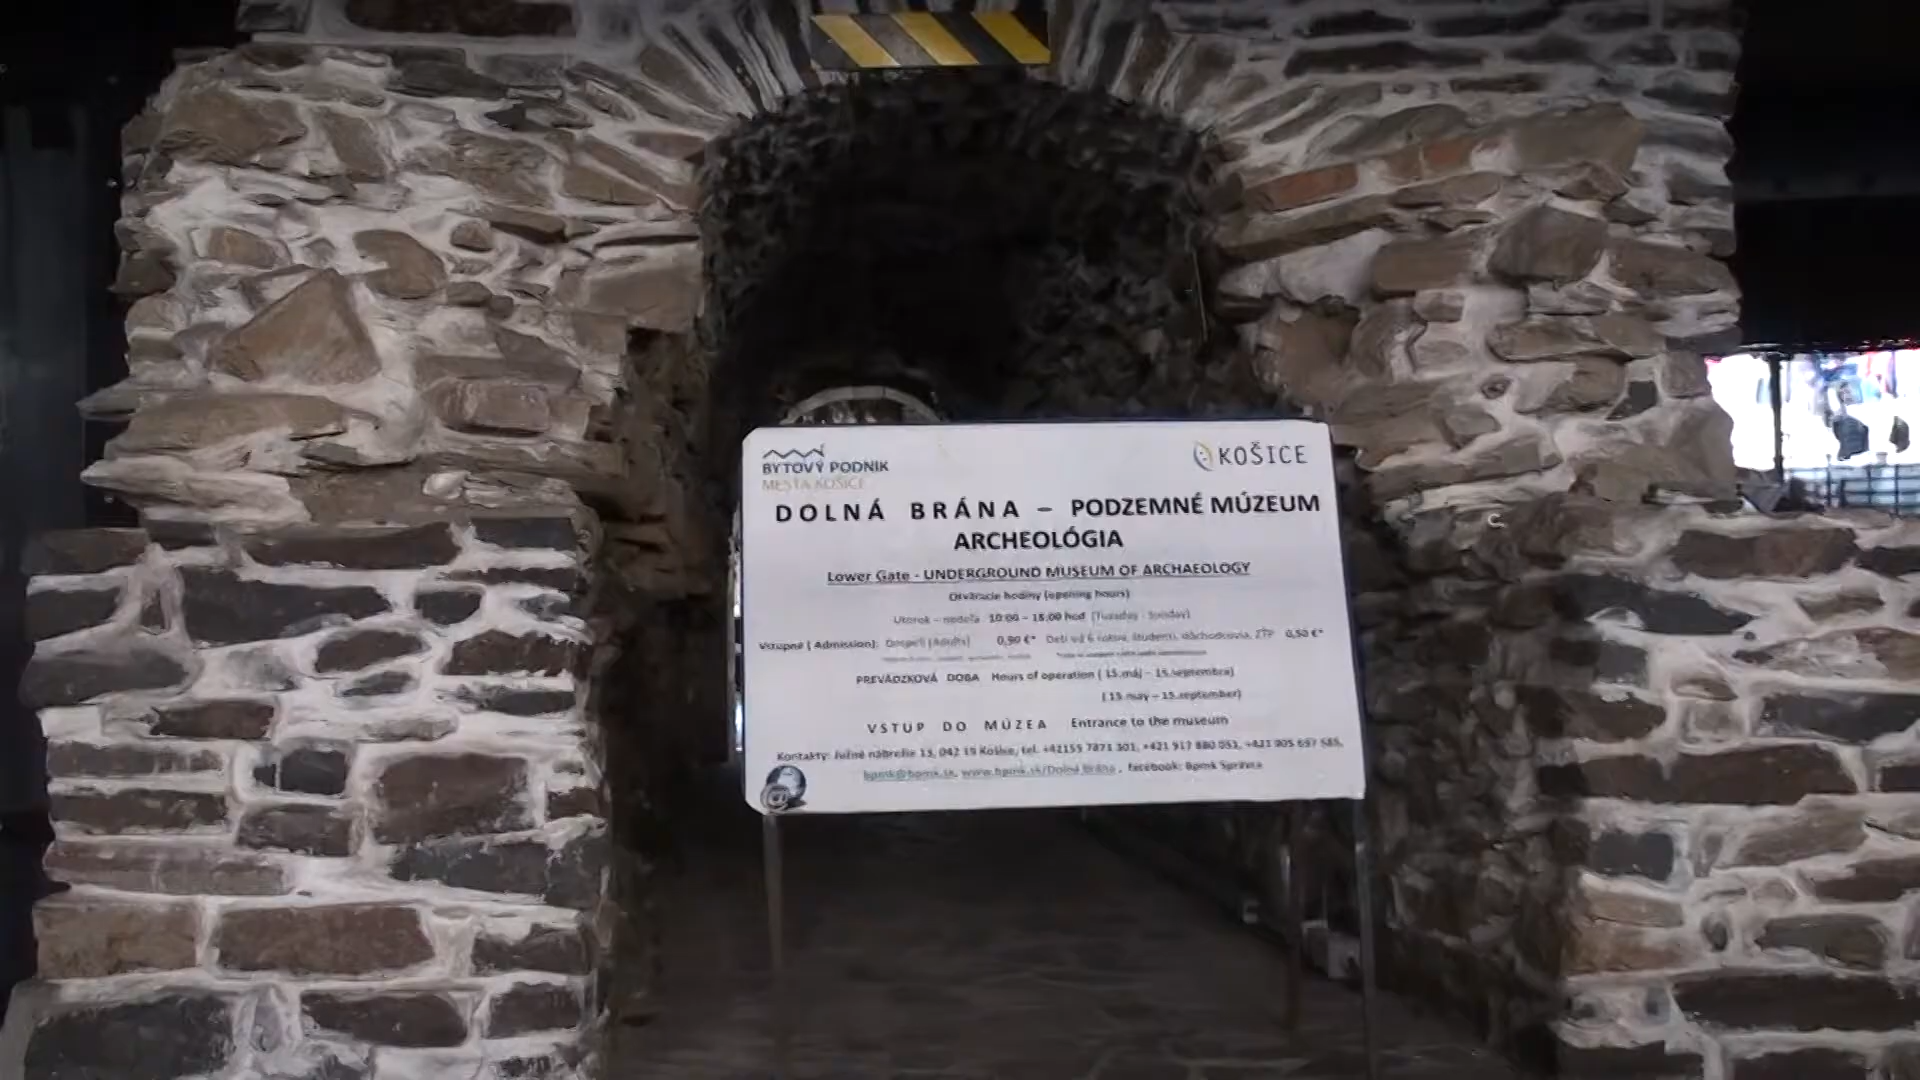 BYTOVÝ PODNIK
MESTA KOŠICE
KOŠICE
DOLNÁ BRÁNA – PODZEMNÉ MÚZEUM
ARCHEOLÓGIA
Lower Gate - UNDERGROUND MUSEUM OF ARCHAEOLOGY
Otváracie hodiny (opening hours)
Utorok – nedeľa 10:00 – 18:00 hod (Tuesday - Sunday)
Vstupné ( Admission): Dospelí (Adults) 0,90 €* Deti od 6 rokov, študenti, dôchodcovia, ZŤP 0,50 €*
PREVÁDZKOVÁ DOBA Hours of operation ( 15.máj – 15.septembra)
( 15.may – 15.september)
VSTUP DO MÚZEA Entrance to the museum
Kontakty: Južné nábrežie 13, 042 19 Košice, tel. +42155 7871 301, +421 917 880 051, +421 905 697 585,
bpmk@bpmk.sk, www.bpmk.sk/Dolná Brána , facebook: Bpmk Správca